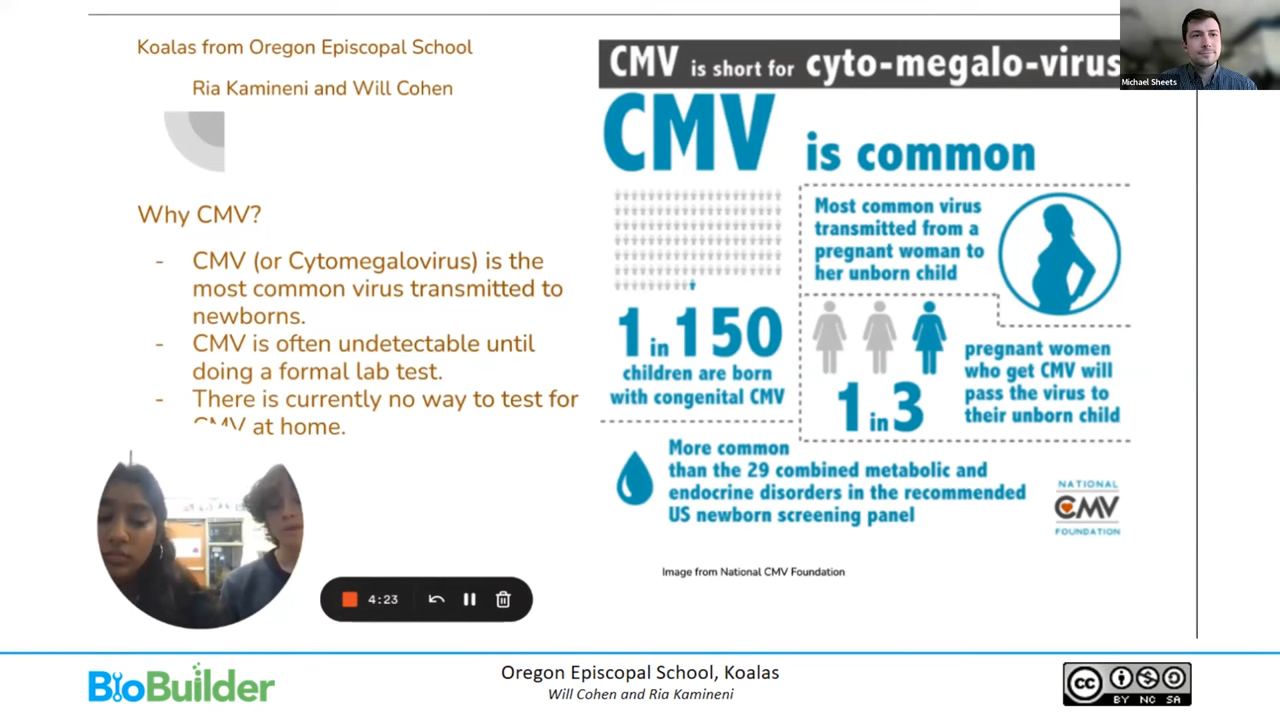 Koalas from Oregon Episcopal School
Ria Kamineni and Will Cohen
Why CMV?
- CMV (or Cytomegalovirus) is the
most common virus transmitted to
newborns.
- CMV is often undetectable until
doing a formal lab test.
- There is currently no way to test for
CMV at home.
4:23
CMV is short for cyto-megalo-virus
CMV is common
1 in 150
children are born
with congenital CMV
Most common virus
transmitted from a
pregnant woman to
her unborn child
1 in 3
pregnant women
who get CMV will
pass the virus to
their unborn child
More common
than the 29 combined metabolic and
endocrine disorders in the recommended
US newborn screening panel
NATIONAL
CMV
FOUNDATION
Image from National CMV Foundation
Michael Sheets
BioBuilder
Oregon Episcopal School, Koalas
Will Cohen and Ria Kamineni
cc
BY NC SA